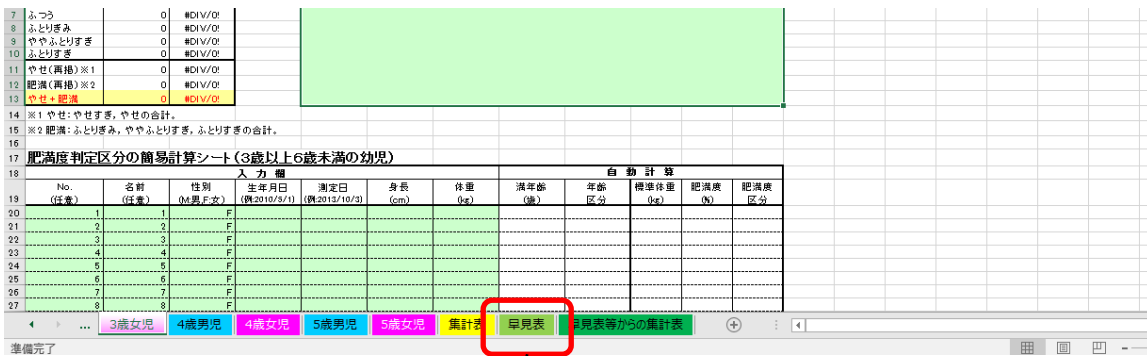 7 ふつう 0 #DIV/0!
8 ふとりぎみ 0 #DIV/0!
9 ややふとりすぎ 0 #DIV/0!
10 ふとりすぎ 0 #DIV/0!
11 やせ(再掲)※1 0 #DIV/0!
12 肥満(再掲)※2 0 #DIV/0!
13 やせ+肥満 0 #DIV/0!
14 ※1 やせ:やせすぎ,やせの合計。
15 ※2 肥満:ふとりぎみ,ややふとりすぎ,ふとりすぎの合計。
16
17 肥満度判定区分の簡易計算シート(3歳以上6歳未満の幼児)
18 入 力 欄 自 動 計 算
No. 名前 性別 生年月日 測定日 身長 体重 満年齢 年齢 標準体重 肥満度 肥満度
19 (任意) (任意) (M:男,F:女) (例:2010/3/1) (例:2013/10/3) (cm) (kg) (歳) 区分 (kg) (%) 区分
20 1 1 F
21 2 2 F
22 3 3 F
23 4 4 F
24 5 5 F
25 6 6 F
26 7 7 F
27 8 8 F
... 3歳女児 4歳男児 4歳女児 5歳男児 5歳女児 集計表 早見表 早見表等からの集計表
準備完了